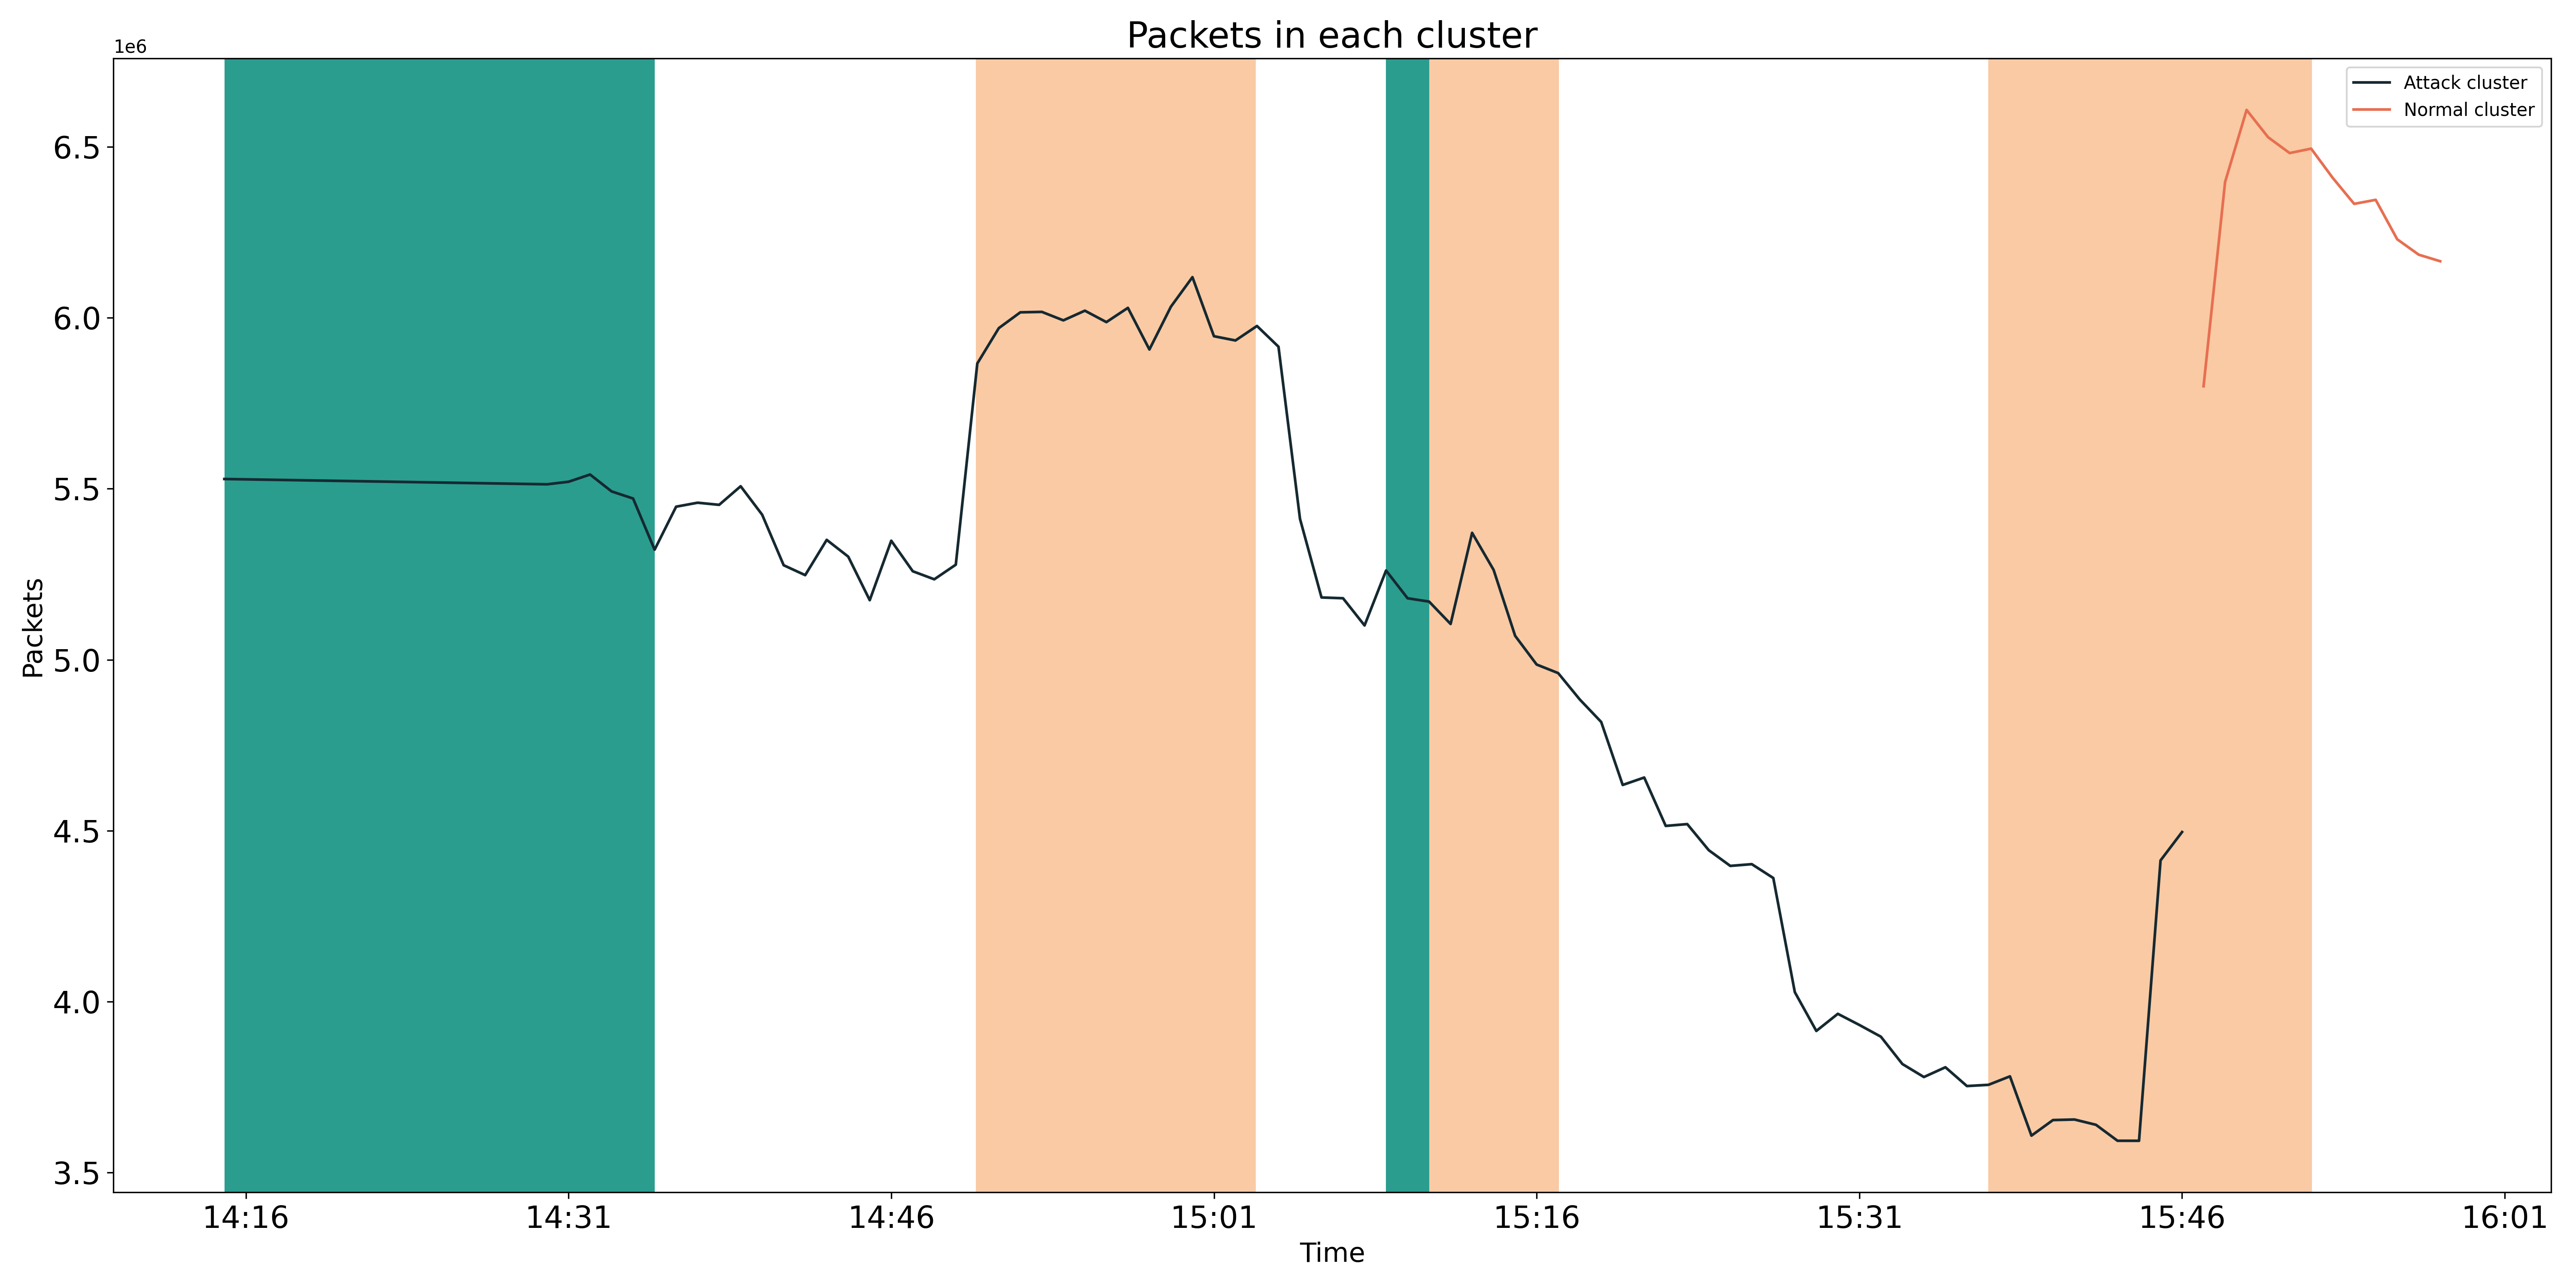 Packets in each cluster
1e6
Attack cluster
Normal cluster
6.5
6.0
5.5
5.0
4.5
4.0
3.5
Packets
14:16
14:31
14:46
15:01
15:16
15:31
15:46
16:01
Time